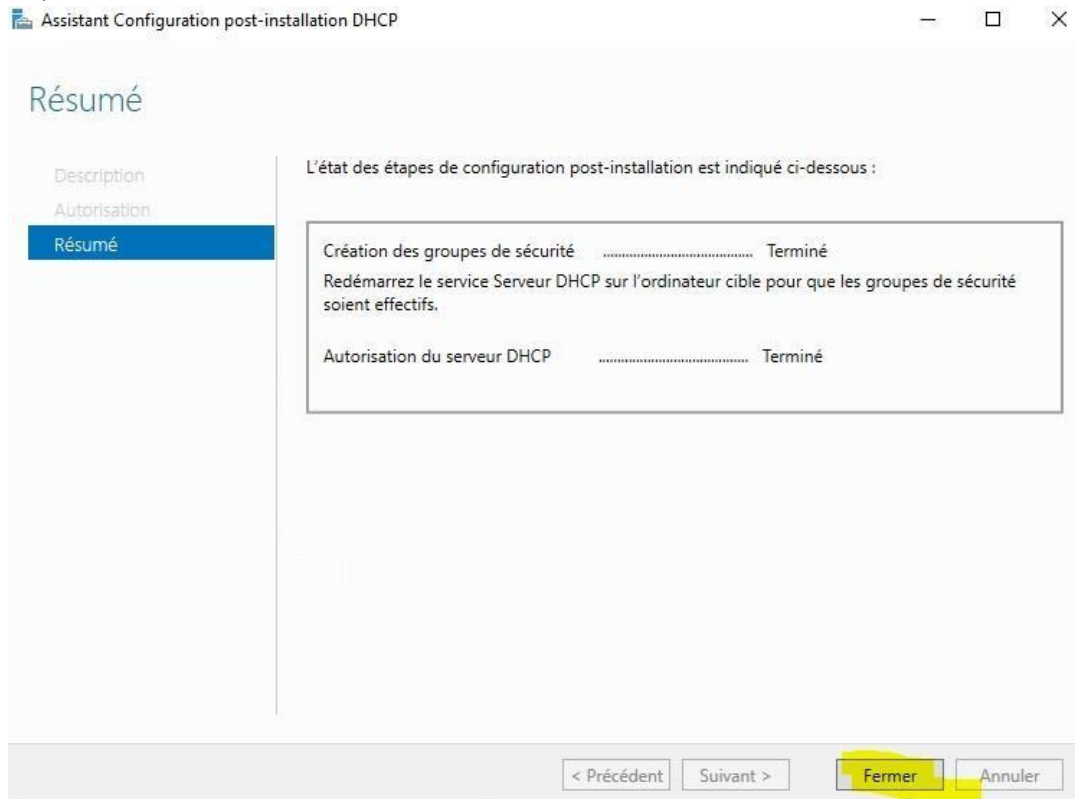 Assistant Configuration post-installation DHCP
Résumé
Description
Autorisation
Résumé
L'état des étapes de configuration post-installation est indiqué ci-dessous :
Création des groupes de sécurité ........................................ Terminé
Redémarrez le service Serveur DHCP sur l'ordinateur cible pour que les groupes de sécurité
soient effectifs.
Autorisation du serveur DHCP ........................................ Terminé
< Précédent Suivant > Fermer Annuler